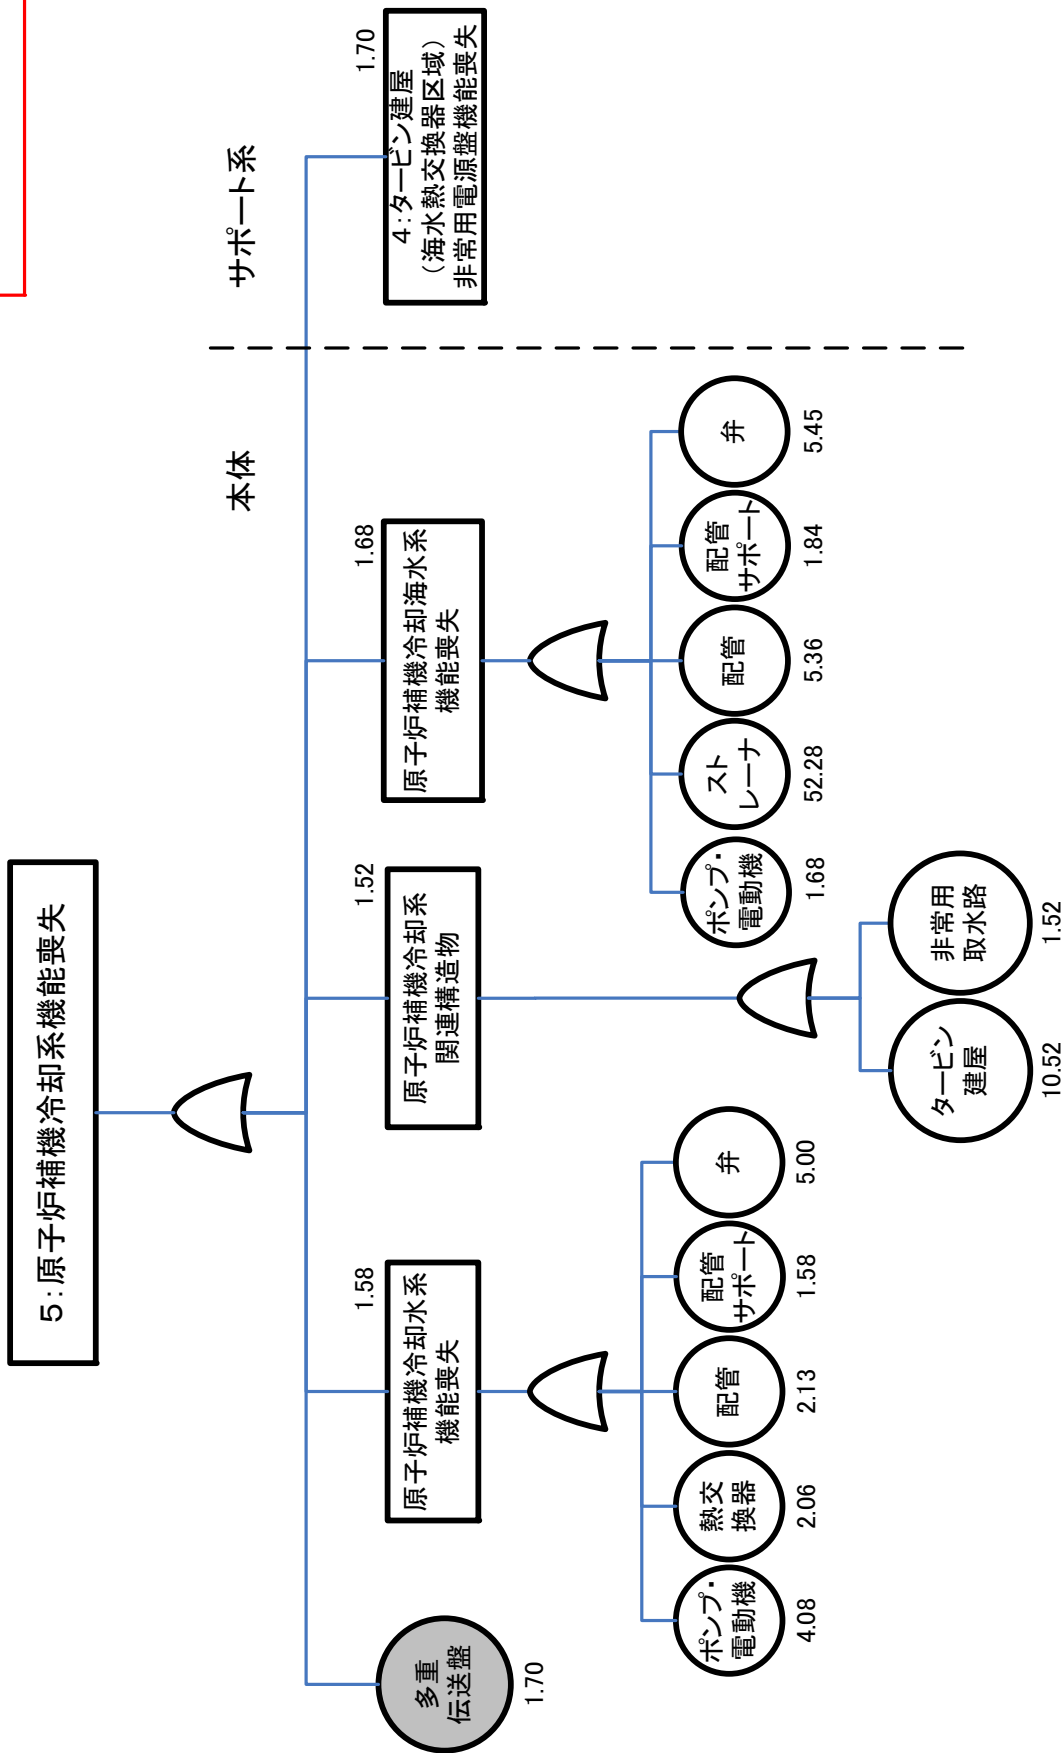 5：原子炉補機冷却系機能喪失
本体
サポート系
多重
伝送盤
1.70
1.58
原子炉補機冷却水系
機能喪失
1.52
原子炉補機冷却系
関連構造物
1.68
原子炉補機冷却海水系
機能喪失
1.70
4：タービン建屋
（海水熱交換器区域）
非常用電源盤機能喪失
ポンプ・
電動機
4.08
熱交
換器
2.06
配管
2.13
配管
サポート
1.58
弁
5.00
タービン
建屋
10.52
非常用
取水路
1.52
ポンプ・
電動機
1.68
スト
レーナ
52.28
配管
5.36
配管
サポート
1.84
弁
5.45